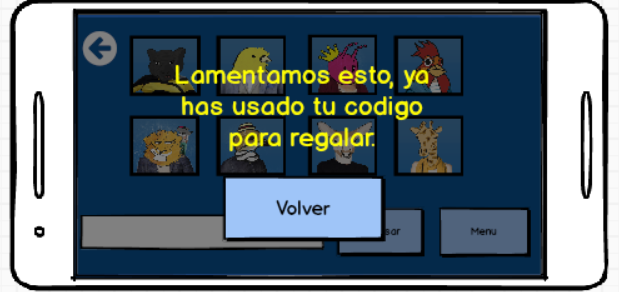 Lamentamos esto, ya
has usado tu codigo
para regalar.
Volver
Menu